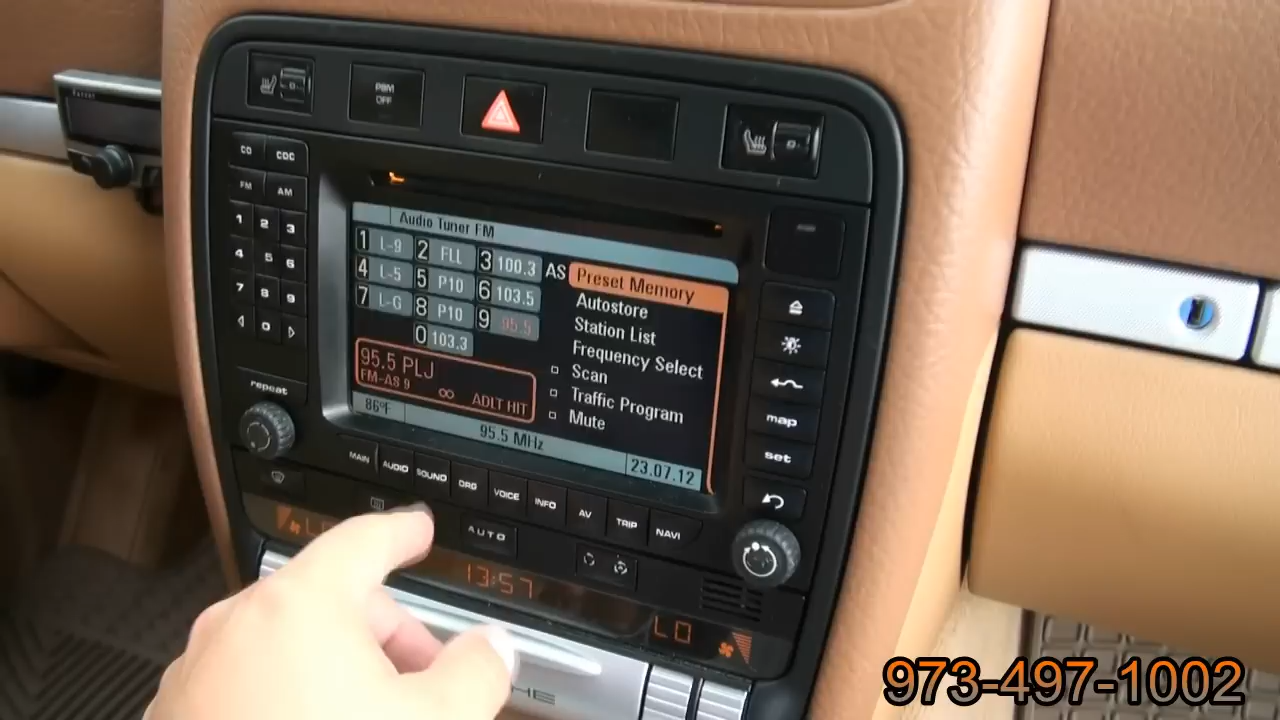 PSM OFF
CD CDC
FM AM
1 2 3
4 5 6
7 8 9
0
repeat
Audio Tuner FM
1 L-9 2 FLL 3 100.3
4 L-5 5 P10 6 103.5
7 L-G 8 P10 9 95.5
0 103.3
AS Preset Memory
Autostore
Station List
Frequency Select
Scan
Traffic Program
Mute
95.5 PLJ
FM-AS 9
∞ ADLT HIT
86°F
95.5 MHz
23.07.12
map
set
MAIN AUDIO SOUND DRG VOICE INFO AV TRIP NAVI
AUTO
13:57
LO
HE
973-497-1002